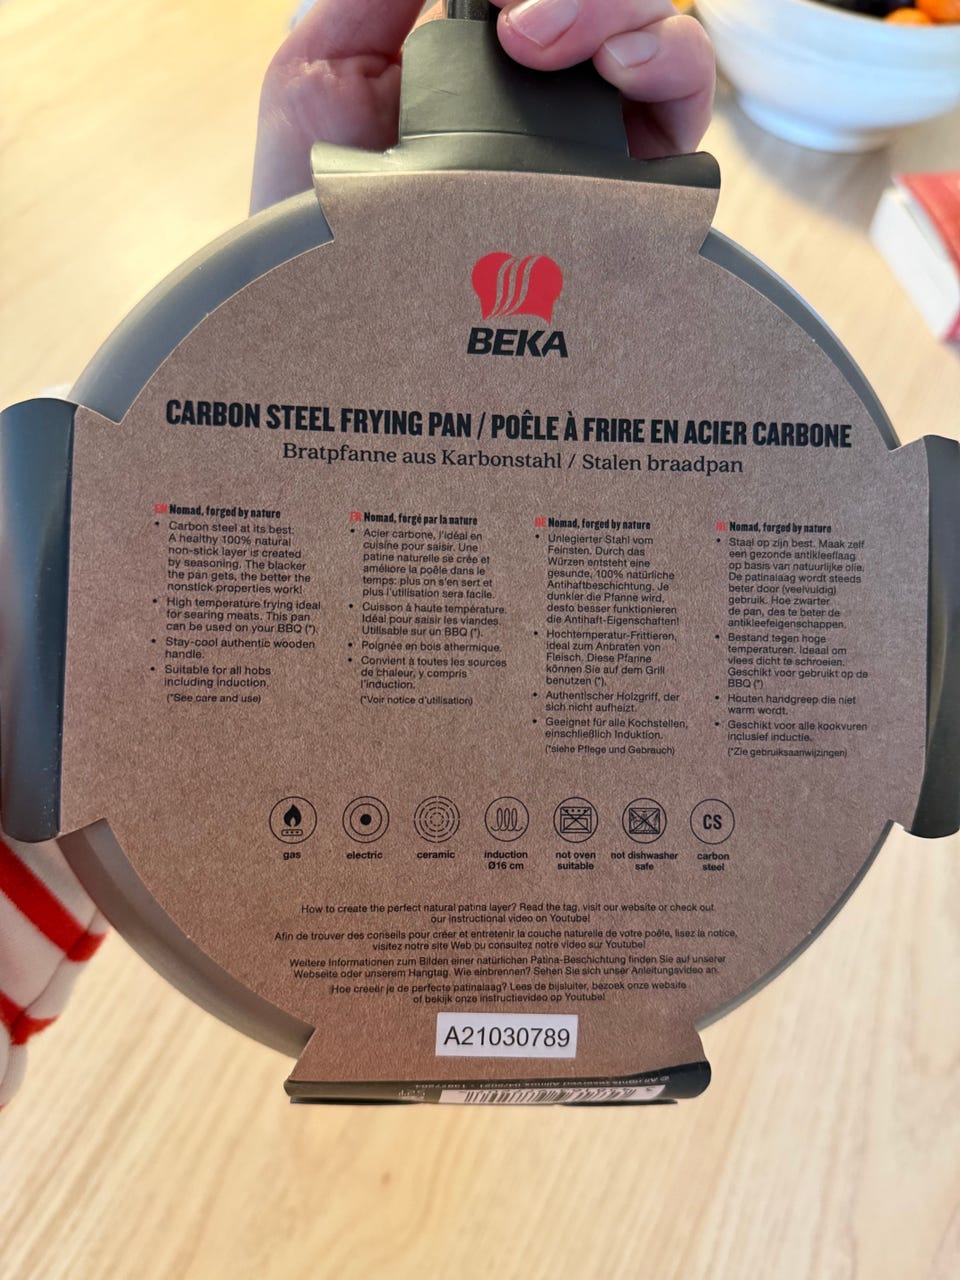 BEKA
CARBON STEEL FRYING PAN / POÊLE À FRIRE EN ACIER CARBONE
Bratpfanne aus Karbonstahl / Stalen braadpan
EN Nomad, forged by nature
• Carbon steel at its best:
A healthy 100% natural
non-stick layer is created
by seasoning. The blacker
the pan gets, the better the
nonstick properties work!
• High temperature frying ideal
for searing meats. This pan
can be used on your BBQ (*).
• Stay-cool authentic wooden
handle.
• Suitable for all hobs
including induction.
(*See care and use)
FR Nomad, forgé par la nature
• Acier carbone, l'idéal en
cuisine pour saisir. Une
patine naturelle se crée et
améliore la poêle dans le
temps: plus on s'en sert et
plus l'utilisation sera facile.
• Cuisson à haute température.
Idéal pour saisir les viandes.
Utilisable sur un BBQ (*).
• Poignée en bois athermique.
• Convient à toutes les sources
de chaleur, y compris
l'induction.
(*Voir notice d'utilisation)
DE Nomad, forged by nature
• Unlegierter Stahl vom
Feinsten. Durch das
Würzen entsteht eine
gesunde, 100% natürliche
Antihaftbeschichtung. Je
dunkler die Pfanne wird,
desto besser funktionieren
die Antihaft-Eigenschaften!
• Hochtemperatur-Frittieren,
ideal zum Anbraten von
Fleisch. Diese Pfanne
können Sie auf dem Grill
benutzen (*).
• Authentischer Holzgriff, der
sich nicht aufheizt.
• Geeignet für alle Kochstellen,
einschließlich Induktion.
(*siehe Pflege und Gebrauch)
NL Nomad, forged by nature
• Staal op zijn best. Maak zelf
een gezonde antikleeflaag
op basis van natuurlijke olie.
De patinalaag wordt steeds
beter door (veelvuldig)
gebruik. Hoe zwarter
de pan, des te beter de
antikleefeigenschappen.
• Bestand tegen hoge
temperaturen. Ideaal om
vlees dicht te schroeien.
Geschikt voor gebruikt op de
BBQ (*)
• Houten handgreep die niet
warm wordt.
• Geschikt voor alle kookvuren
inclusief inductie.
(*Zie gebruiksaanwijzingen)
CS
gas
electric
ceramic
induction
Ø16 cm
not oven
suitable
not dishwasher
safe
carbon
steel
How to create the perfect natural patina layer? Read the tag, visit our website or check out
our instructional video on Youtube!
Afin de trouver des conseils pour créer et entretenir la couche naturelle de votre poêle, lisez la notice,
visitez notre site Web ou consultez notre video sur Youtube!
Weitere Informationen zum Bilden einer natürlichen Patina-Beschichtung finden Sie auf unserer
Webseite oder unserem Hangtag. Wie einbrennen? Sehen Sie sich unser Anleitungsvideo an.
Hoe creeër je de perfecte patinalaag? Lees de bijsluiter, bezoek onze website
of bekijk onze instructievideo op Youtube!
A21030789